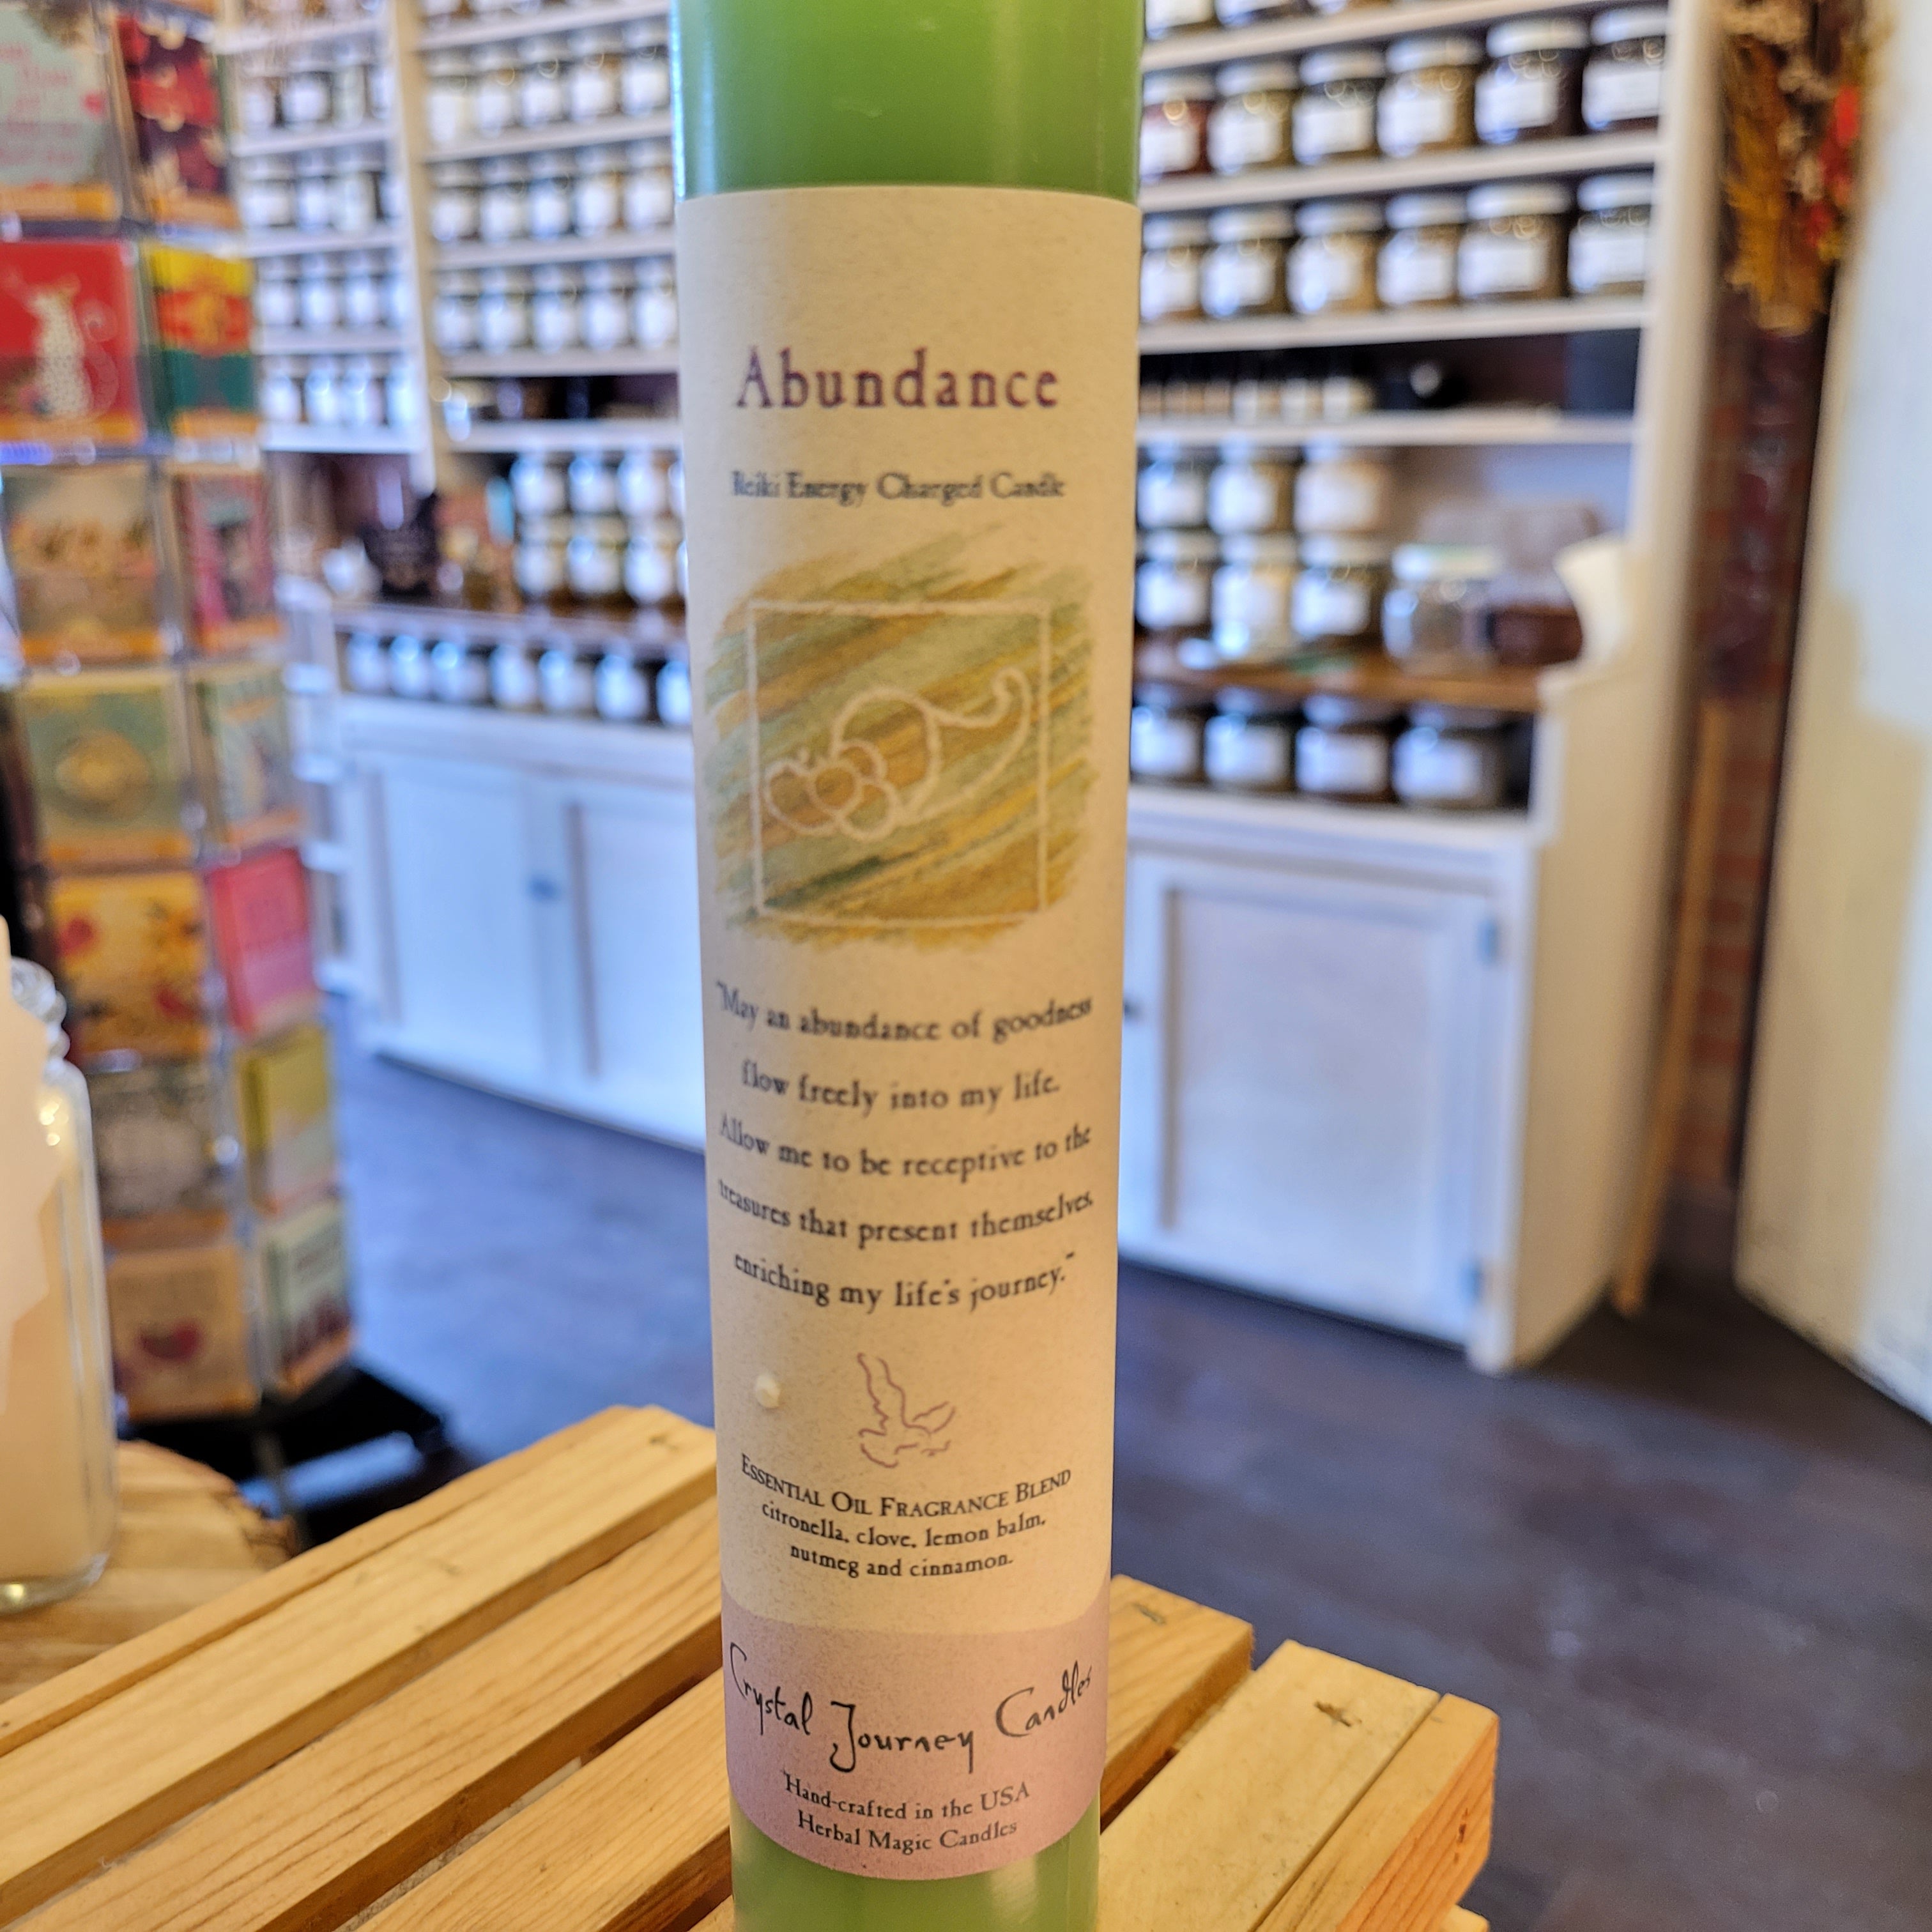 Abundance
Reiki Energy Charged Candle
"May an abundance of goodness
flow freely into my life.
Allow me to be receptive to the
treasures that present themselves,
enriching my life's journey."
ESSENTIAL OIL FRAGRANCE BLEND
citronella, clove, lemon balm,
nutmeg and cinnamon.
Crystal Journey Candles
Hand-crafted in the USA
Herbal Magic Candles